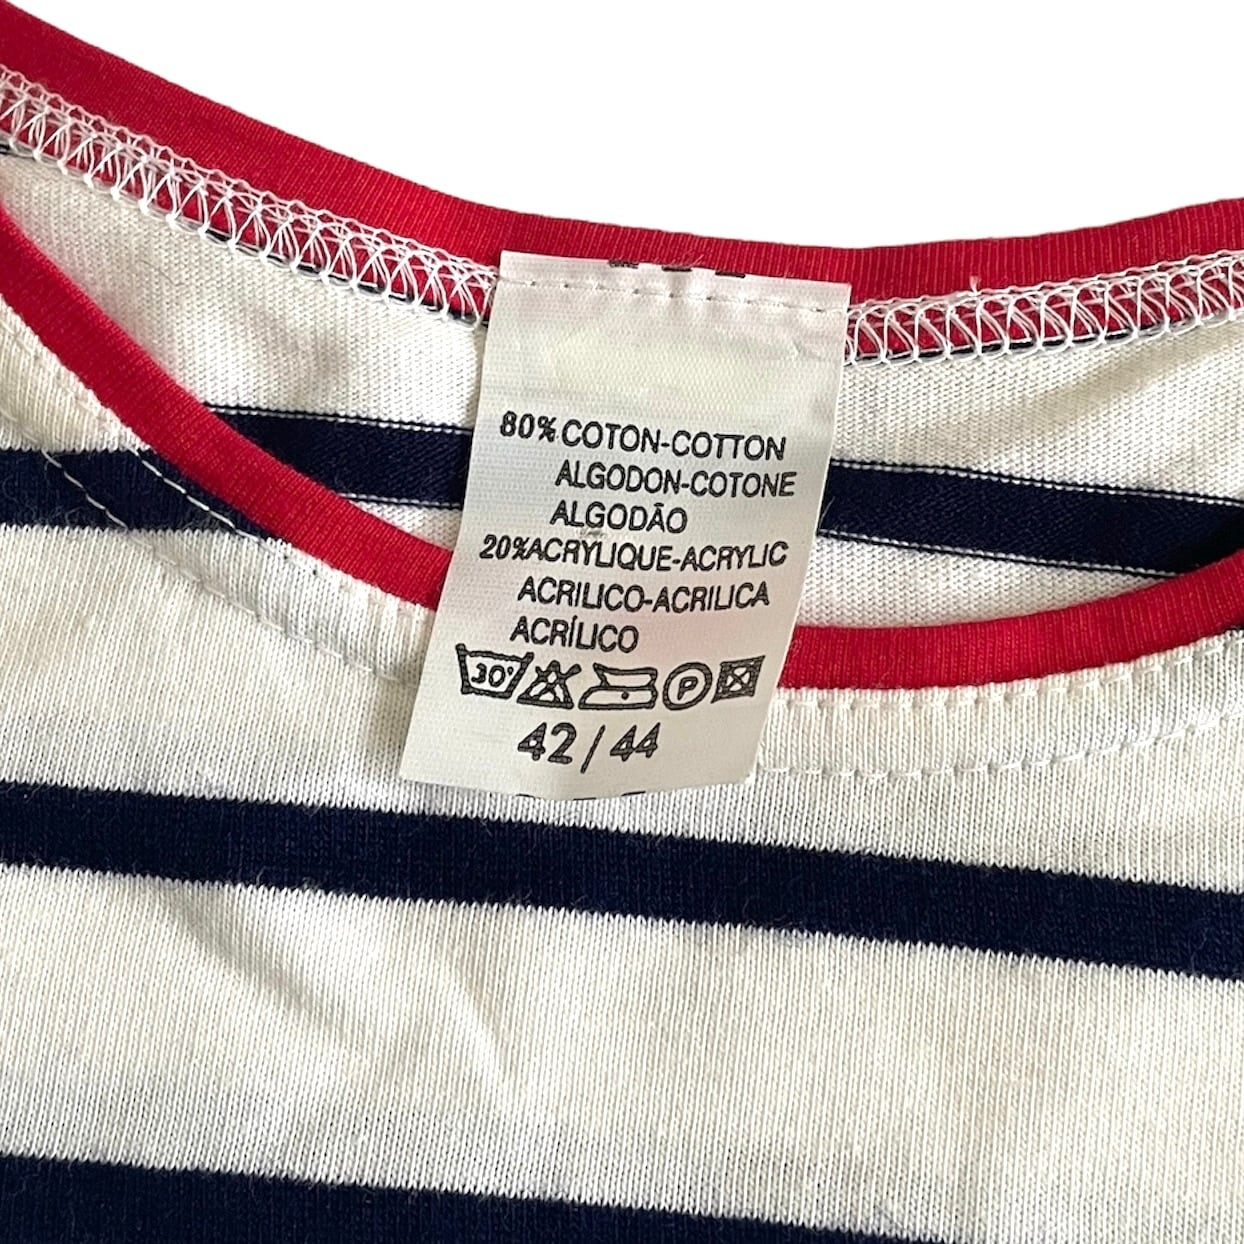 80% COTON-COTTON
ALGODON-COTONE
ALGODÃO
20% ACRYLIQUE-ACRYLIC
ACRILICO-ACRILICA
ACRÍLICO
30° P
42 / 44